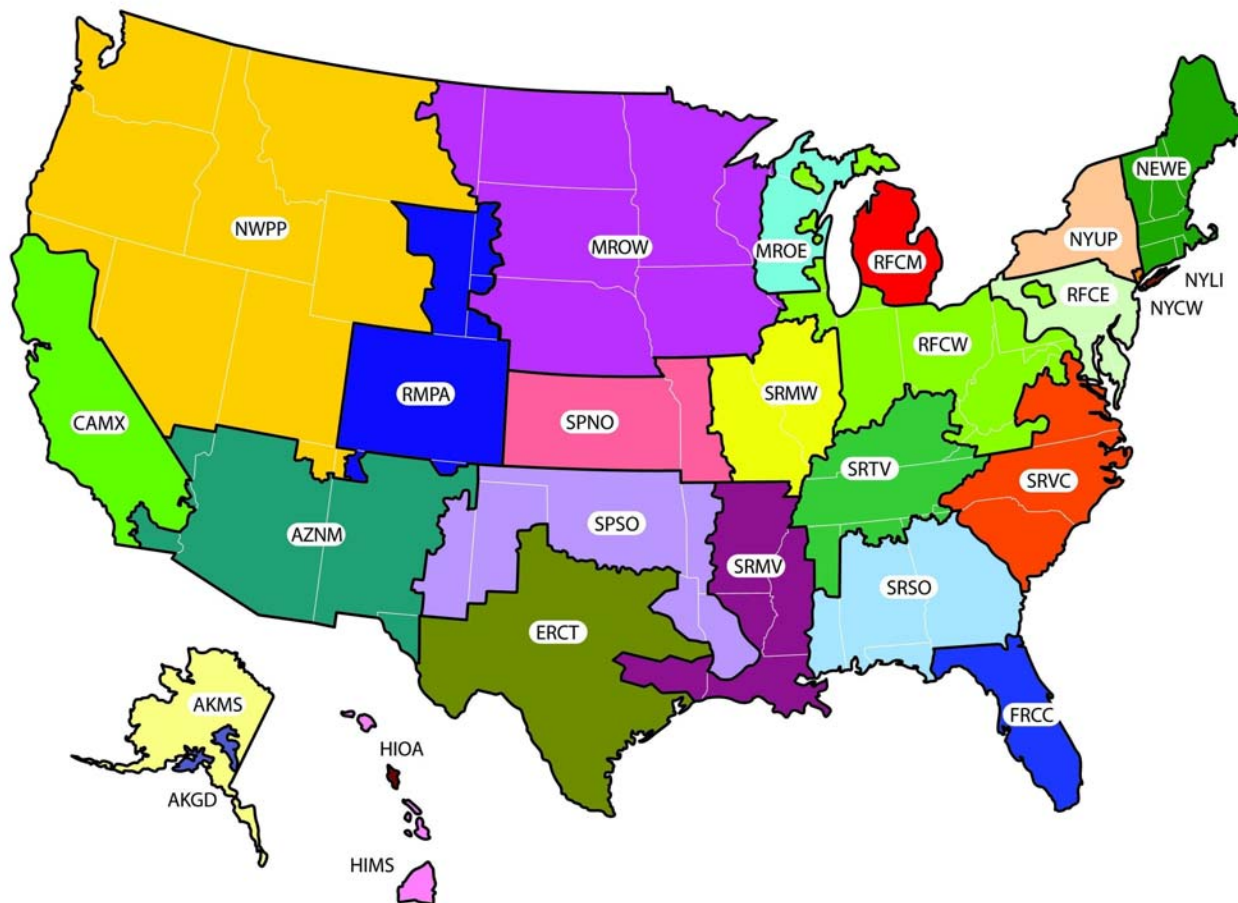 NEWE
NWPP
MROW
MROE
NYUP
RFCM
RFCE
NYLI
NYCW
RFCW
RMPA
SRMW
CAMX
SPNO
SRTV
SRVC
AZNM
SPSO
SRMV
SRSO
ERCT
AKMS
FRCC
HIOA
AKGD
HIMS